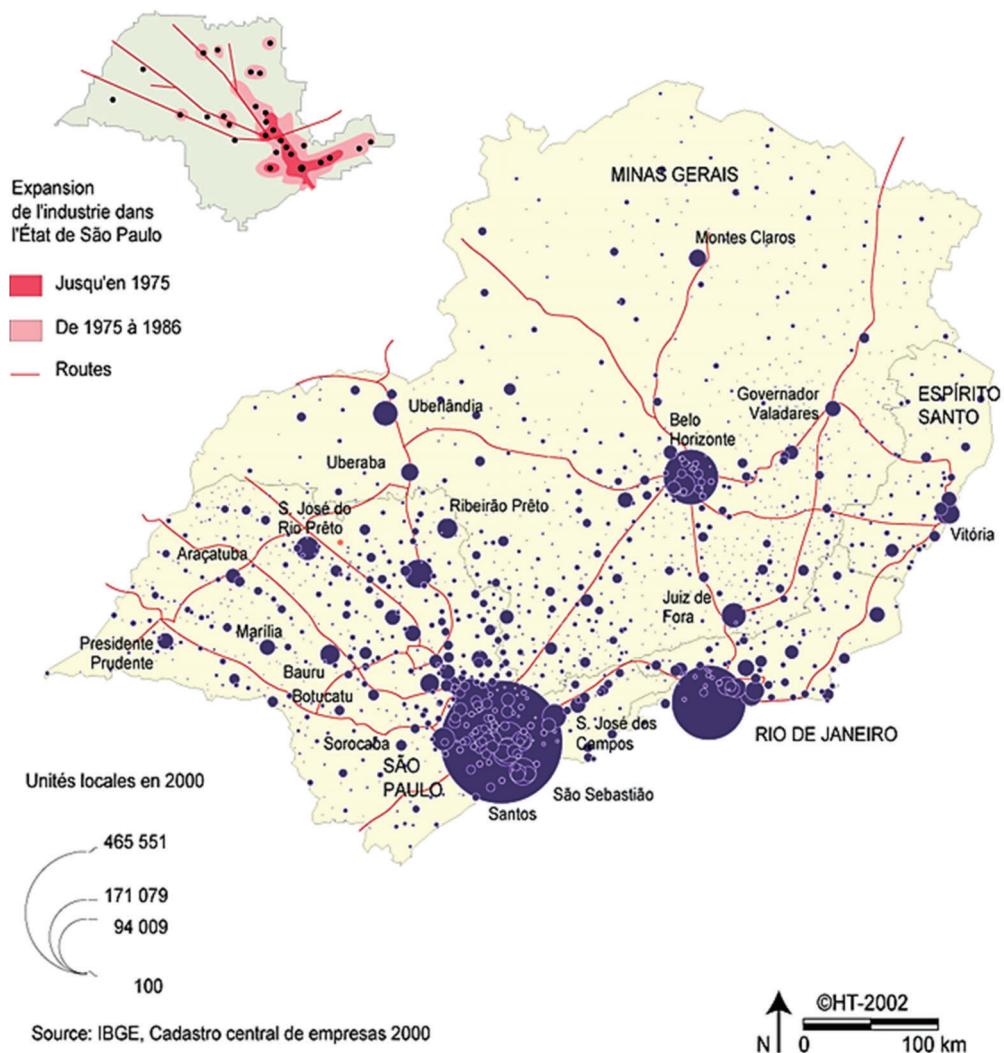 Expansion
de l'industrie dans
l'État de São Paulo
Jusqu'en 1975
De 1975 à 1986
Routes
MINAS GERAIS
Montes Claros
Governador
Valadares
ESPÍRITO
SANTO
Uberlândia
Belo
Horizonte
Uberaba
Ribeirão Prêto
S. José do
Rio Prêto
Vitória
Araçatuba
Juiz de
Fora
Marília
Presidente
Prudente
Bauru
Botucatu
S. José dos
Campos
RIO DE JANEIRO
Sorocaba
SÃO
PAULO
São Sebastião
Santos
Unités locales en 2000
465 551
171 079
94 009
100
Source: IBGE, Cadastro central de empresas 2000
N
©HT-2002
0 100 km